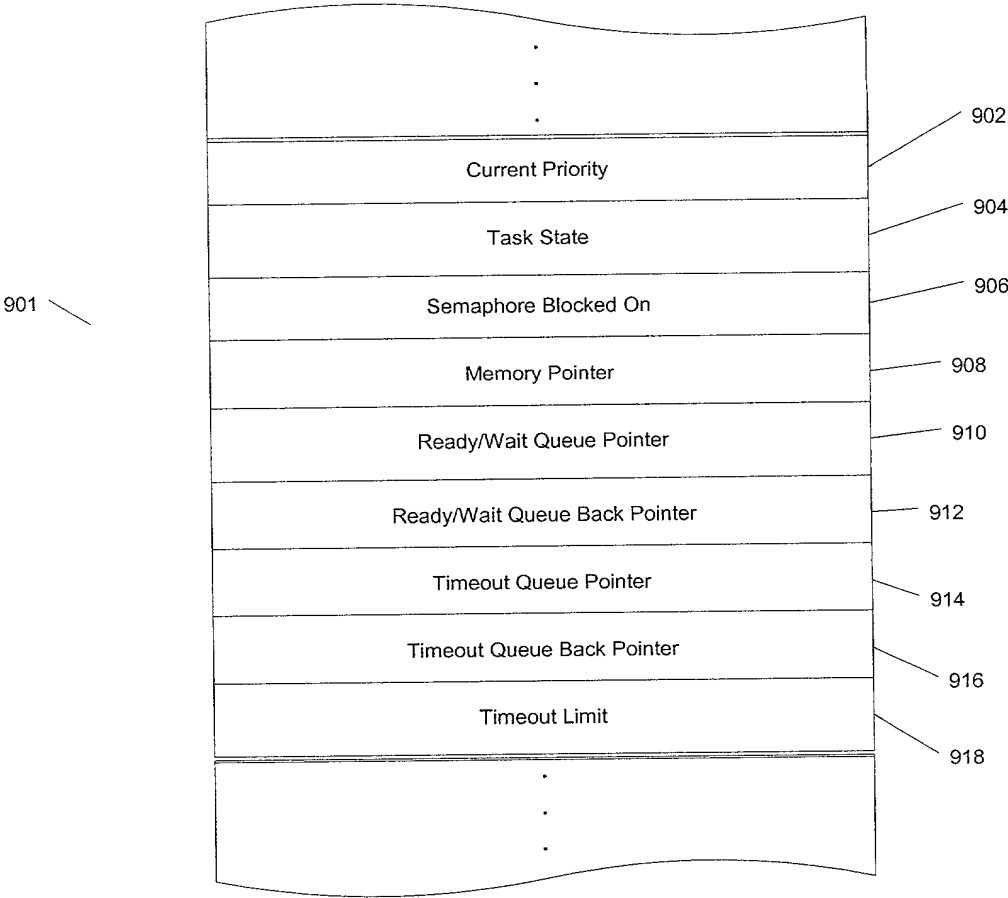 902
Current Priority
904
Task State
906
901
Semaphore Blocked On
908
Memory Pointer
910
Ready/Wait Queue Pointer
912
Ready/Wait Queue Back Pointer
Timeout Queue Pointer
914
Timeout Queue Back Pointer
916
Timeout Limit
918